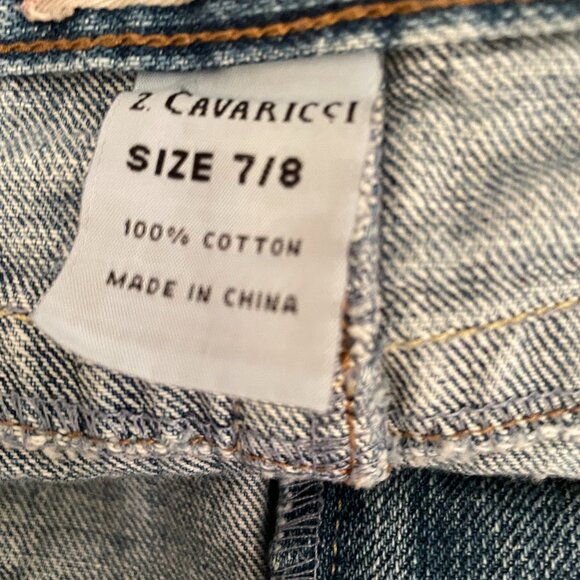 Z. CAVARICCI
SIZE 7/8
100% COTTON
MADE IN CHINA